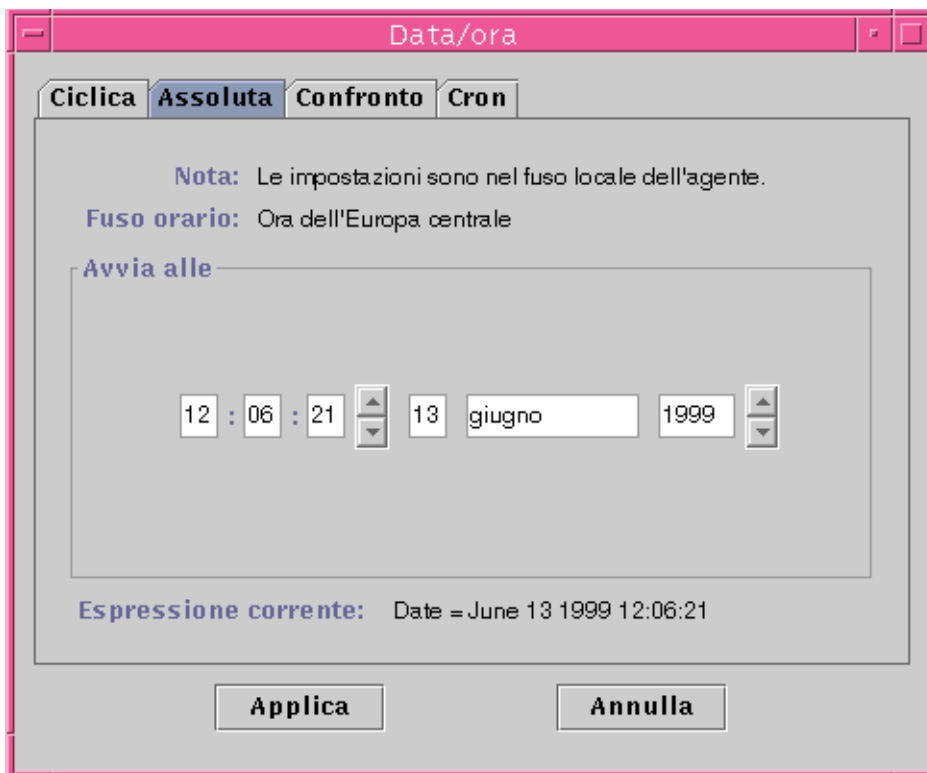 Data/ora
Ciclica Assoluta Confronto Cron
Nota: Le impostazioni sono nel fuso locale dell'agente.
Fuso orario: Ora dell'Europa centrale
Avvia alle
12 : 06 : 21 13 giugno 1999
Espressione corrente: Date = June 13 1999 12:06:21
Applica Annulla